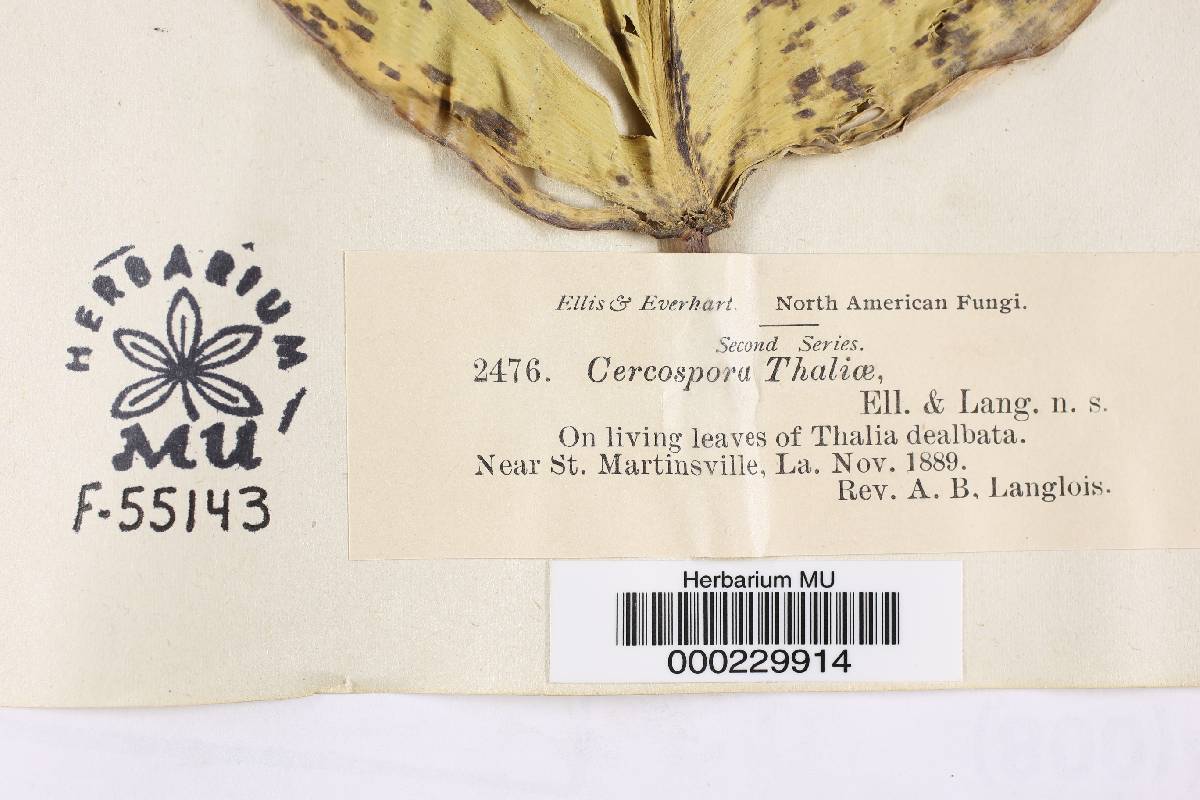 HERBARIUM
MU
F-55143
Ellis & Everhart. North American Fungi.
Second Series.
2476. Cercospora Thaliæ,
Ell. & Lang. n. s.
On living leaves of Thalia dealbata.
Near St. Martinsville, La. Nov. 1889.
Rev. A. B, Langlois.
Herbarium MU
000229914